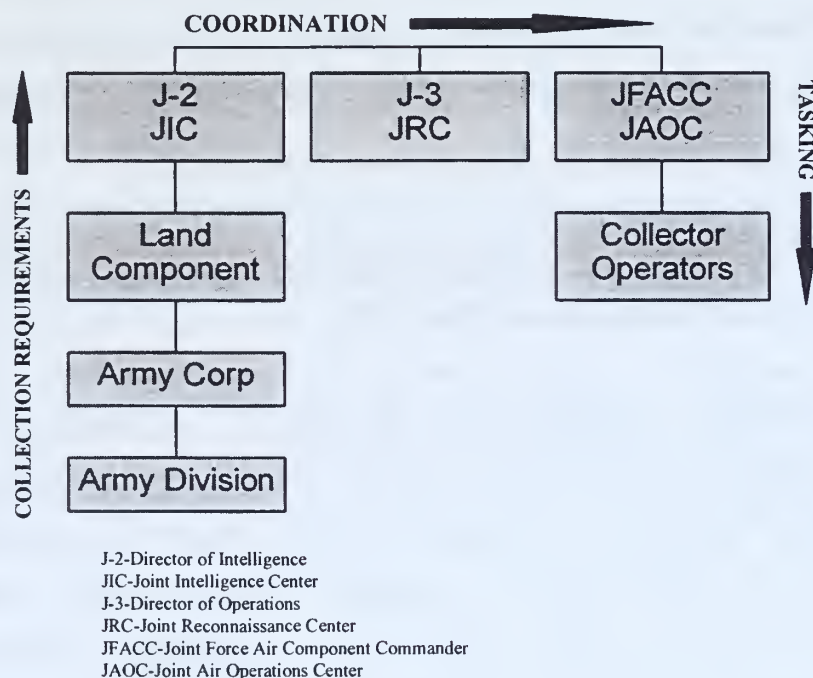 COORDINATION
COLLECTION REQUIREMENTS
J-2
JIC
J-3
JRC
JFACC
JAOC
TASKING
Land
Component
Collector
Operators
Army Corp
Army Division
J-2-Director of Intelligence
JIC-Joint Intelligence Center
J-3-Director of Operations
JRC-Joint Reconnaissance Center
JFACC-Joint Force Air Component Commander
JAOC-Joint Air Operations Center